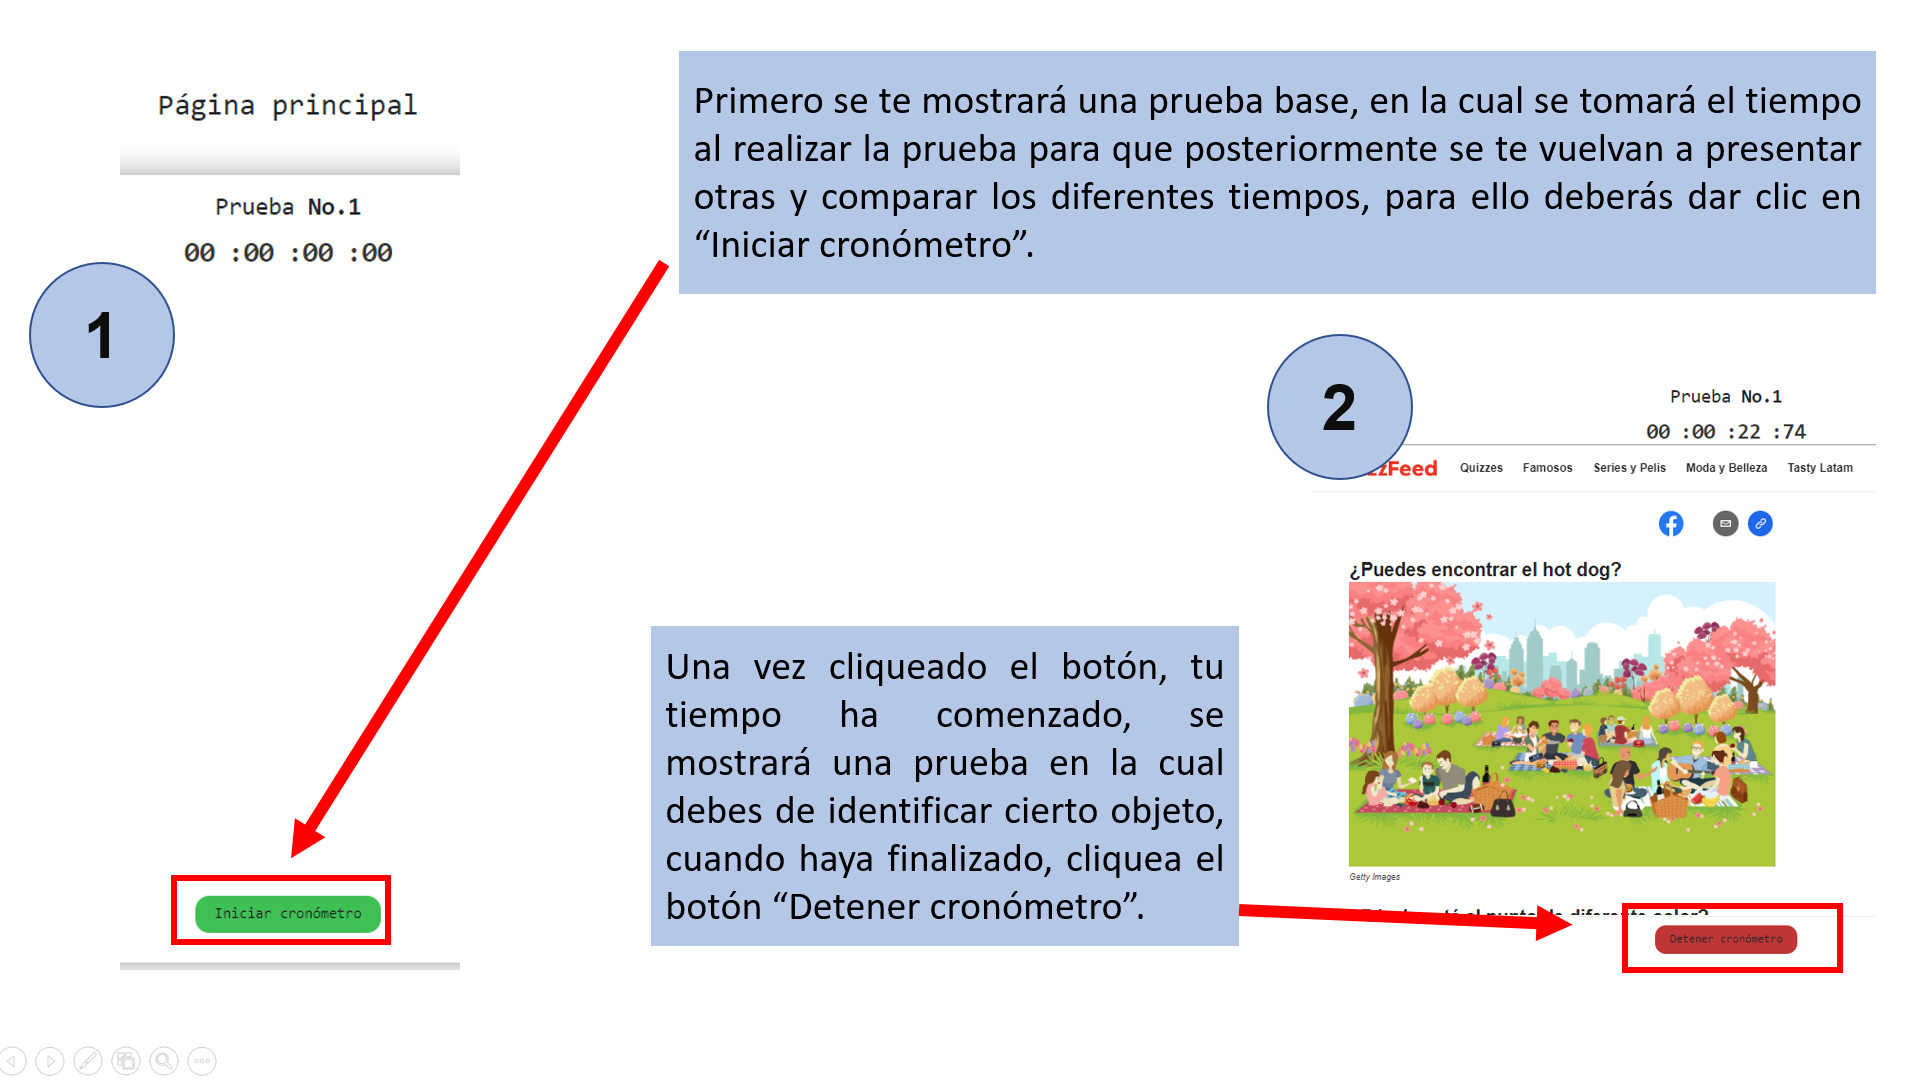 Página principal
Prueba No.1
00 :00 :00 :00
1
Iniciar cronómetro
Primero se te mostrará una prueba base, en la cual se tomará el tiempo
al realizar la prueba para que posteriormente se te vuelvan a presentar
otras y comparar los diferentes tiempos, para ello deberás dar clic en
“Iniciar cronómetro”.
2
Prueba No.1
00 :00 :22 :74
zFeed Quizzes Famosos Series y Pelis Moda y Belleza Tasty Latam
¿Puedes encontrar el hot dog?
Getty Images
punto de diferente color?
Detener cronómetro
Una vez cliqueado el botón, tu
tiempo ha comenzado, se
mostrará una prueba en la cual
debes de identificar cierto objeto,
cuando haya finalizado, cliquea el
botón “Detener cronómetro”.